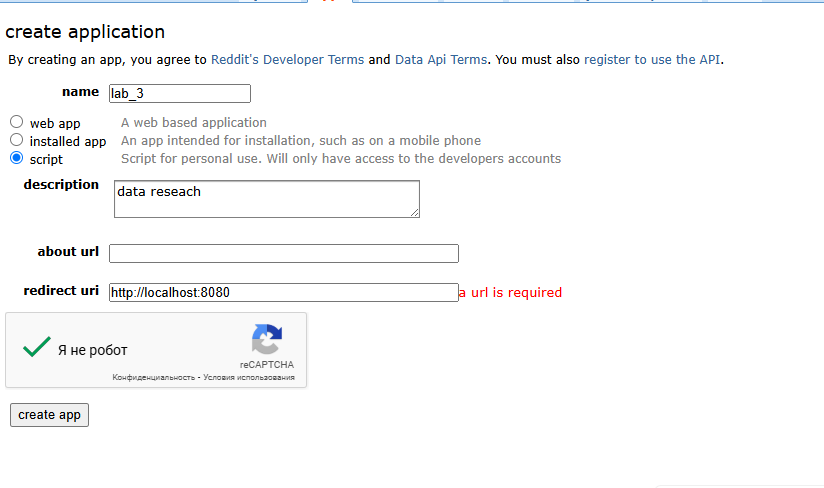 create application
By creating an app, you agree to Reddit's Developer Terms and Data Api Terms. You must also register to use the API.
name lab_3
web app A web based application
installed app An app intended for installation, such as on a mobile phone
script Script for personal use. Will only have access to the developers accounts
description data reseach
about url
redirect uri http://localhost:8080 a url is required
Я не робот
reCAPTCHA
Конфиденциальность - Условия использования
create app